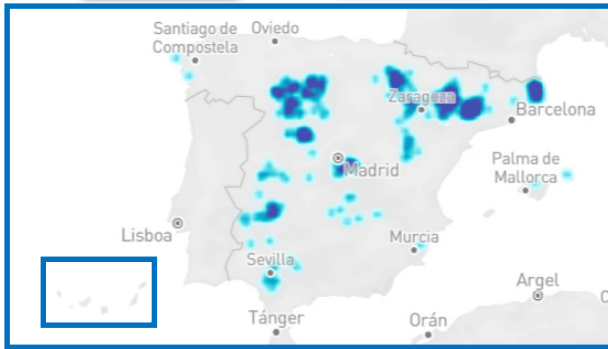 Santiago de
Compostela
Oviedo
Zaragoza
Barcelona
Madrid
Palma de
Mallorca
Lisboa
Murcia
Sevilla
Argel
Tánger
Orán